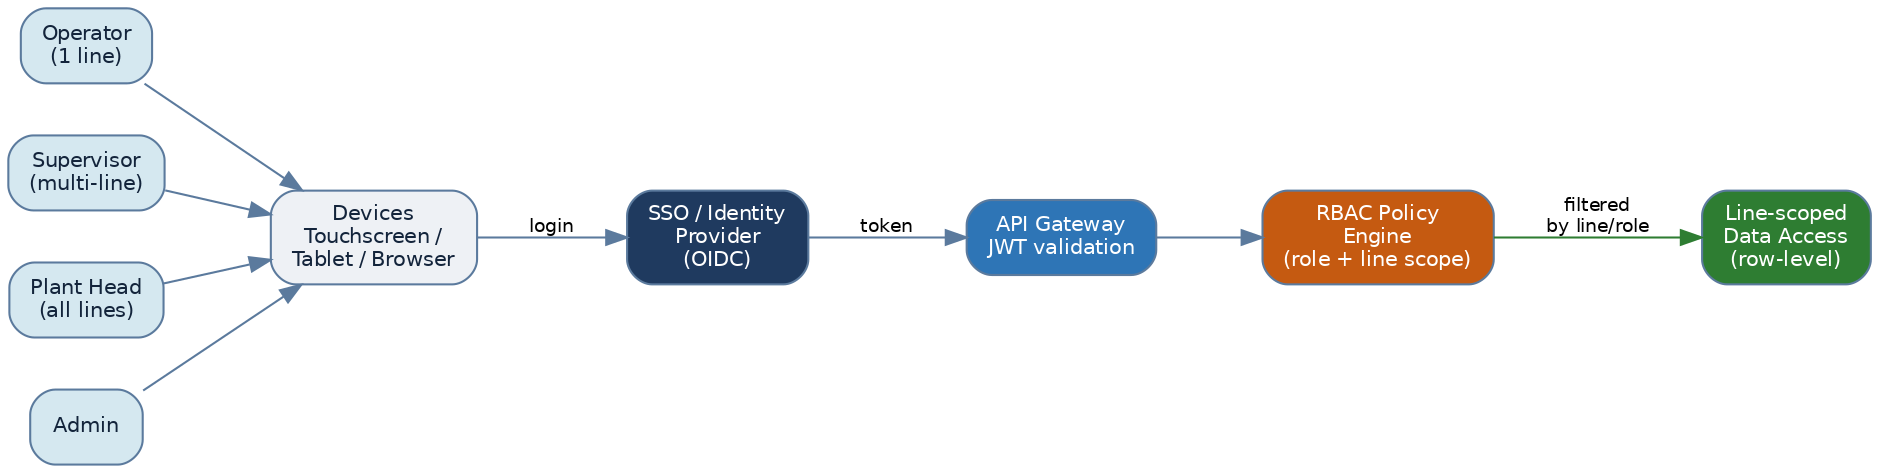 Operator
(1 line)
Supervisor
(multi-line)
Plant Head
(all lines)
Admin
Devices
Touchscreen /
Tablet / Browser
login
SSO / Identity
Provider
(OIDC)
token
API Gateway
JWT validation
RBAC Policy
Engine
(role + line scope)
filtered
by line/role
Line-scoped
Data Access
(row-level)